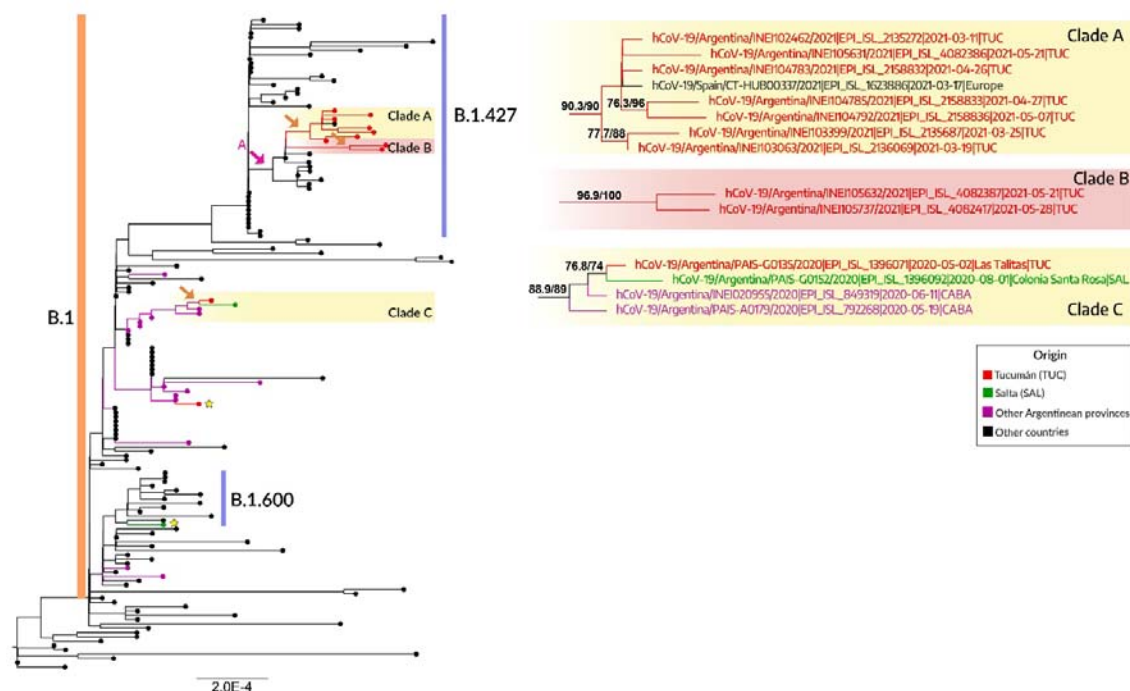 B.1
B.1.427
Clade A
Clade B
A
Clade C
B.1.600
2.0E-4
Clade A
hCoV-19/Argentina/INEI102462/2021|EPI_ISL_2135272|2021-03-11|TUC
hCoV-19/Argentina/INEI105631/2021|EPI_ISL_4082386|2021-05-21|TUC
hCoV-19/Argentina/INEI104783/2021|EPI_ISL_2158832|2021-04-26|TUC
hCoV-19/Spain/CT-HUB00337/2021|EPI_ISL_1623886|2021-03-17|Europe
90.3/90
76.3/96
hCoV-19/Argentina/INEI104785/2021|EPI_ISL_2158833|2021-04-27|TUC
hCoV-19/Argentina/INEI104792/2021|EPI_ISL_2158836|2021-05-07|TUC
77.7/88
hCoV-19/Argentina/INEI103399/2021|EPI_ISL_2135687|2021-03-25|TUC
hCoV-19/Argentina/INEI103063/2021|EPI_ISL_2136069|2021-03-19|TUC
Clade B
96.9/100
hCoV-19/Argentina/INEI105632/2021|EPI_ISL_4082387|2021-05-21|TUC
hCoV-19/Argentina/INEI105737/2021|EPI_ISL_4082417|2021-05-28|TUC
76.8/74
hCoV-19/Argentina/PAIS-G0135/2020|EPI_ISL_1396071|2020-05-02|Las Talitas|TUC
88.9/89
hCoV-19/Argentina/PAIS-G0152/2020|EPI_ISL_1396092|2020-08-01|Colonia Santa Rosa|SAL
hCoV-19/Argentina/INEI020955/2020|EPI_ISL_849319|2020-06-11|CABA
hCoV-19/Argentina/PAIS-A0179/2020|EPI_ISL_792268|2020-05-19|CABA
Clade C
Origin
Tucumán (TUC)
Salta (SAL)
Other Argentinean provinces
Other countries